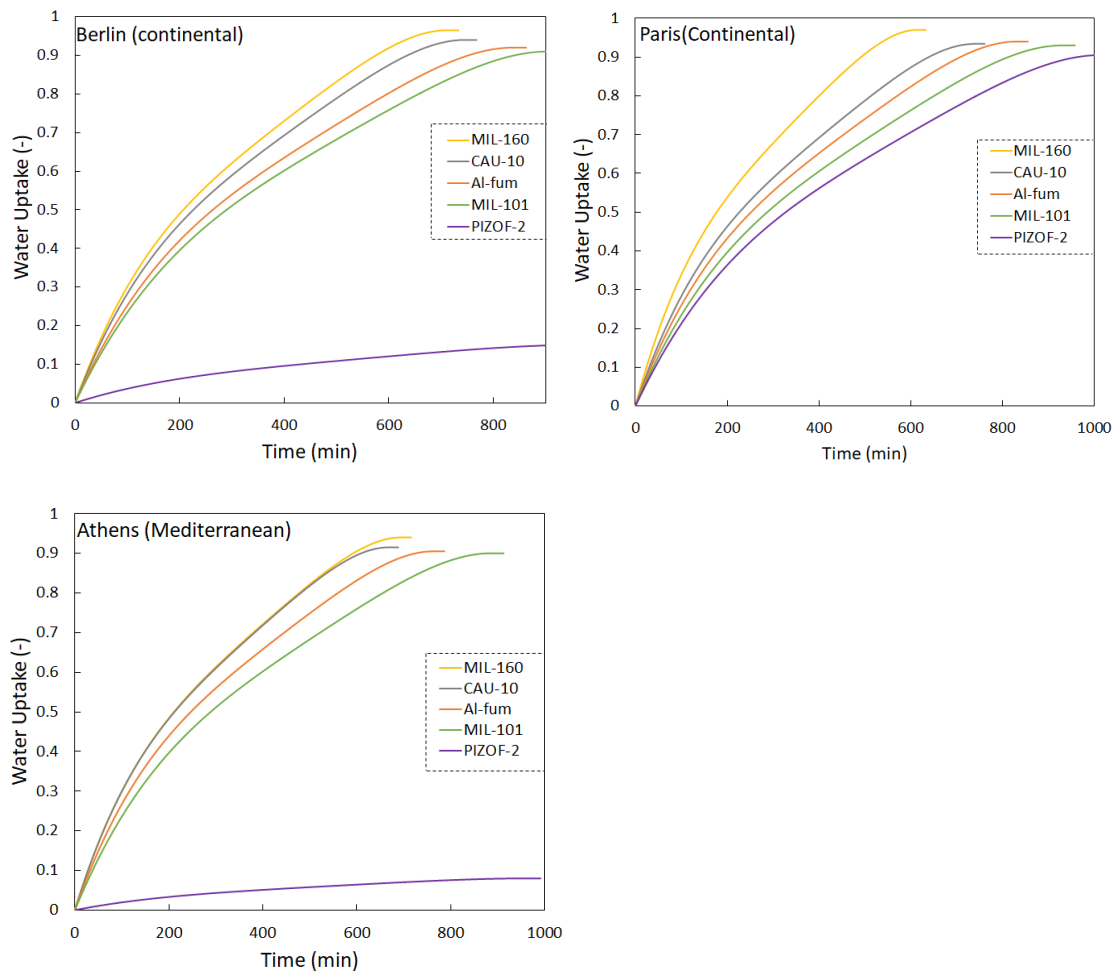 Berlin (continental)
Water Uptake (-)
1
0.9
0.8
0.7
0.6
0.5
0.4
0.3
0.2
0.1
0
0 200 400 600 800
Time (min)
MIL-160
CAU-10
Al-fum
MIL-101
PIZOF-2
Paris(Continental)
Water Uptake (-)
1
0.9
0.8
0.7
0.6
0.5
0.4
0.3
0.2
0.1
0
0 200 400 600 800 1000
Time (min)
MIL-160
CAU-10
Al-fum
MIL-101
PIZOF-2
Athens (Mediterranean)
Water Uptake (-)
1
0.9
0.8
0.7
0.6
0.5
0.4
0.3
0.2
0.1
0
0 200 400 600 800 1000
Time (min)
MIL-160
CAU-10
Al-fum
MIL-101
PIZOF-2